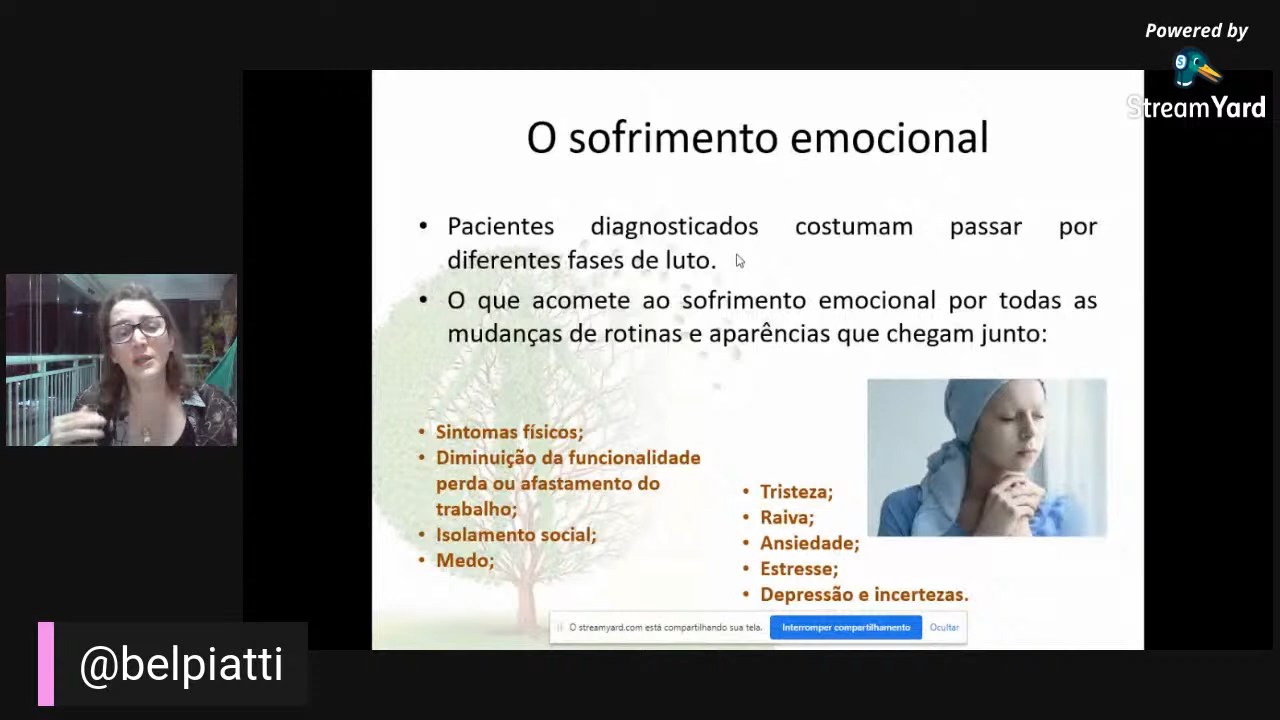 Powered by
StreamYard
O sofrimento emocional
• Pacientes diagnosticados costumam passar por
diferentes fases de luto.
• O que acomete ao sofrimento emocional por todas as
mudanças de rotinas e aparências que chegam junto:
• Sintomas físicos;
• Diminuição da funcionalidade
perda ou afastamento do
trabalho;
• Isolamento social;
• Medo;
• Tristeza;
• Raiva;
• Ansiedade;
• Estresse;
• Depressão e incertezas.
O streamyard.com está compartilhando sua tela.
Interromper compartilhamento
Ocultar
@belpiatti